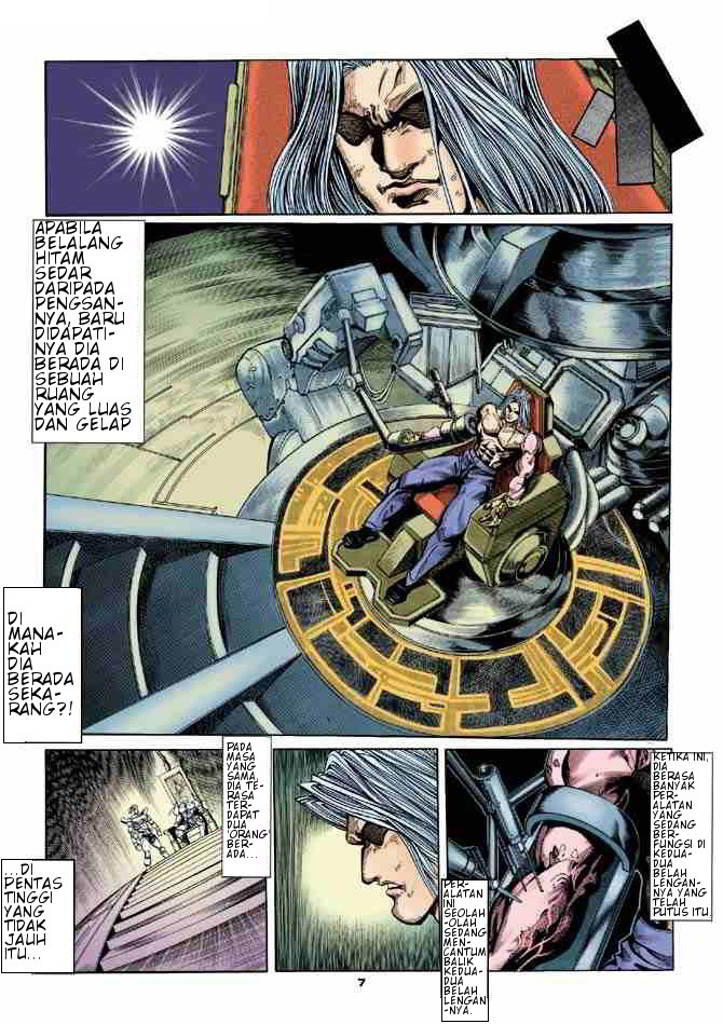 APABILA
BELALANG
HITAM
SEDAR
DARIPADA
PENGSAN-
NYA, BARU
DIDAPATI-
NYA DIA
BERADA DI
SEBUAH
RUANG
YANG LUAS
DAN GELAP
DI
MANA-
KAH
DIA
BERADA
SEKA-
RANG?!
PADA
MASA
YANG
SAMA,
DIA TE-
RASA
TER-
DAPAT
DUA
'ORANG'
BER-
ADA...
...DI
PENTAS
TINGGI
YANG
TIDAK
JAUH
ITU...
KETIKA INI,
DIA
BERASA
BANYAK
PER-
ALATAN
YANG
SEDANG
BER-
FUNGSI DI
KEDUA-
DUA
BELAH
LENGAN-
NYA YANG
TELAH
PUTUS ITU.
PER-
ALATAN
INI
SEOLAH
-OLAH
SEDANG
MEN-
CANTUM
BALIK
KEDUA-
DUA
BELAH
LENGAN-
NYA.
7